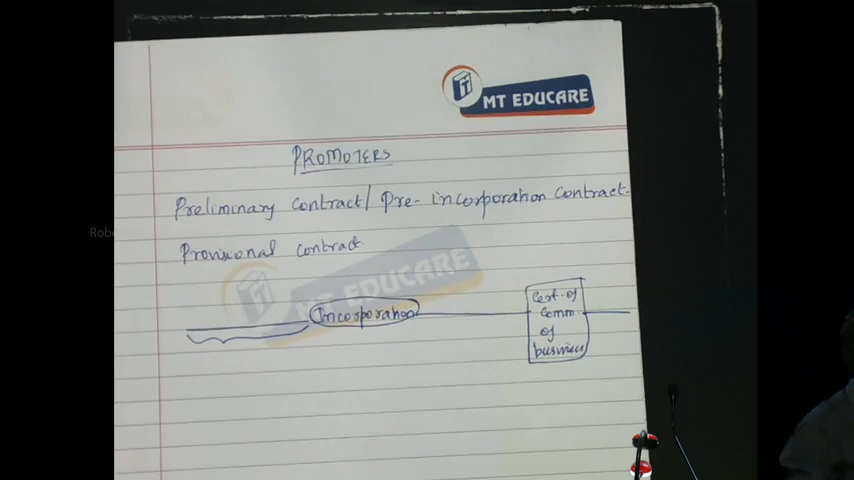 MT EDUCARE
PROMOTERS
Preliminary contract / Pre-incorporation contract-
Provisional contract
MT EDUCARE
Incorporation
Cert. of
Comm.
of
business